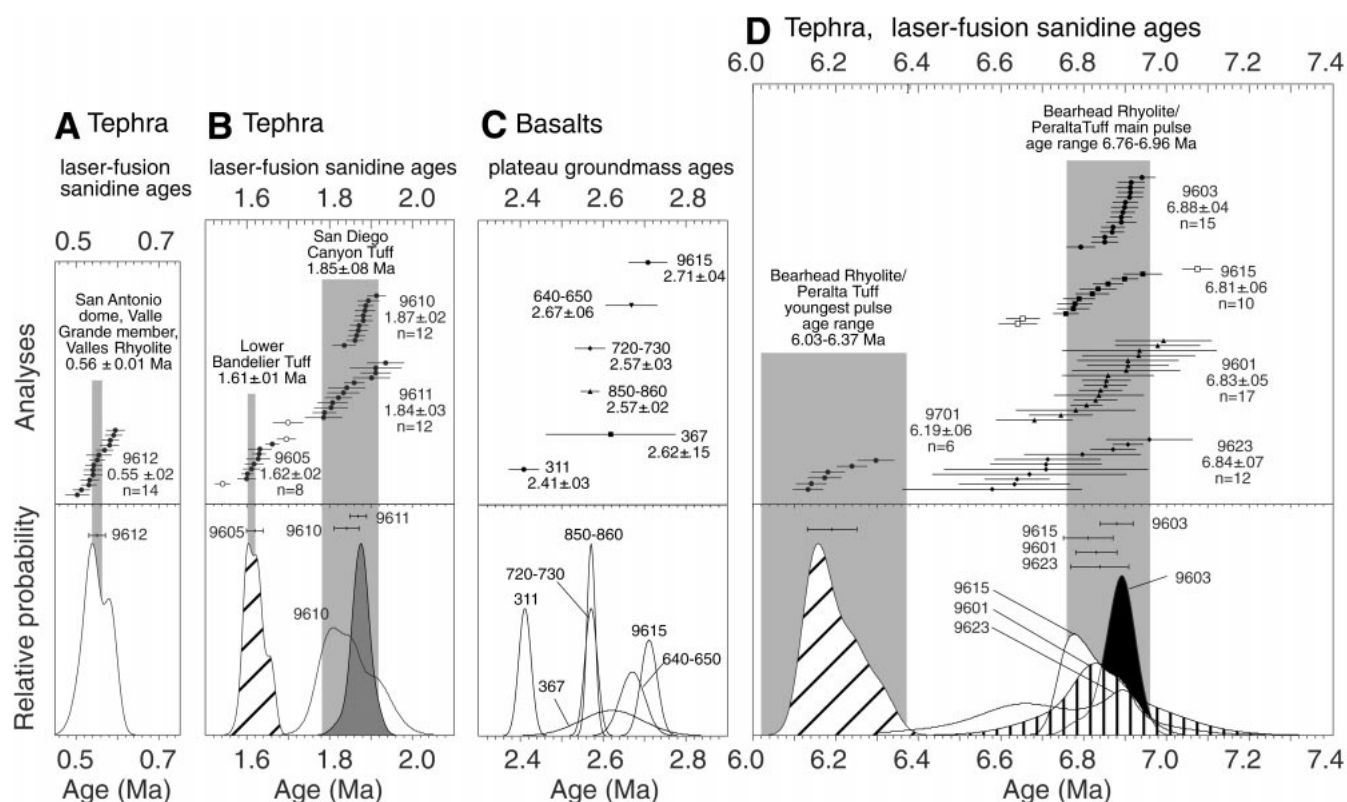 A Tephra
laser-fusion
sanidine ages
0.5 0.7
San Antonio
dome, Valle
Grande member,
Valles Rhyolite
0.56 ± 0.01 Ma
9612
0.55 ±02
n=14
9612
0.5 0.7
Age (Ma)
Analyses
Relative probability
B Tephra
laser-fusion sanidine ages
1.6 1.8 2.0
San Diego
Canyon Tuff
1.85±08 Ma
9610
1.87±02
n=12
Lower
Bandelier Tuff
1.61±01 Ma
9611
1.84±03
n=12
9605
1.62±02
n=8
9605
9610
9611
9610
1.6 1.8 2.0
Age (Ma)
C Basalts
plateau groundmass ages
2.4 2.6 2.8
9615
2.71±04
640-650
2.67±06
720-730
2.57±03
850-860
2.57±02
367
2.62±15
311
2.41±03
850-860
720-730
311
9615
640-650
367
2.4 2.6 2.8
Age (Ma)
D Tephra, laser-fusion sanidine ages
6.0 6.2 6.4 6.6 6.8 7.0 7.2 7.4
Bearhead Rhyolite/
PeraltaTuff main pulse
age range 6.76-6.96 Ma
9603
6.88±04
n=15
9615
6.81±06
n=10
Bearhead Rhyolite/
Peralta Tuff
youngest pulse
age range
6.03-6.37 Ma
9601
6.83±05
n=17
9701
6.19±06
n=6
9623
6.84±07
n=12
9603
9615
9601
9623
9603
9615
9601
9623
6.0 6.2 6.4 6.6 6.8 7.0 7.2 7.4
Age (Ma)